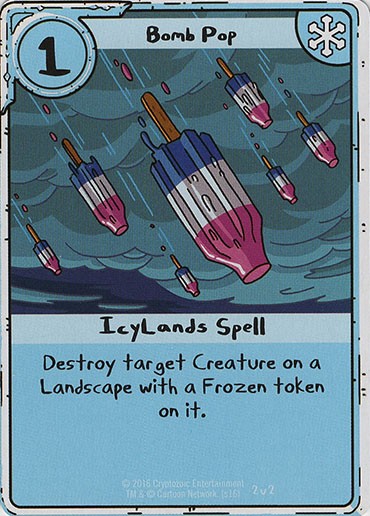 1
Bomb Pop
IcyLands Spell
Destroy target Creature on a
Landscape with a Frozen token
on it.
© 2016 Cryptozoic Entertainment
TM & © Cartoon Network. (s16)
2v2